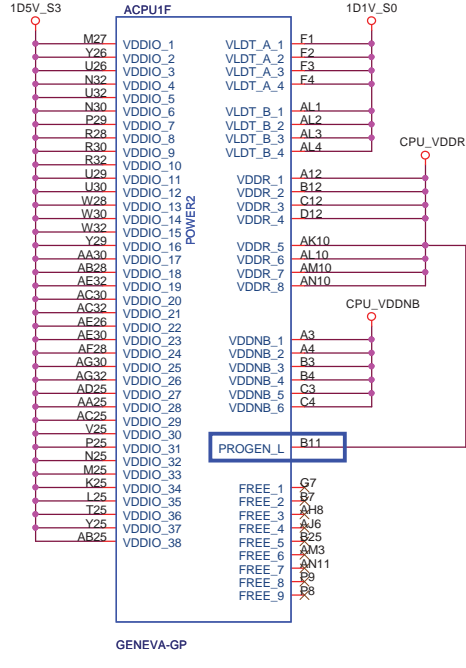 1D5V_S3
ACPU1F
1D1V_S0
M27 VDDIO_1
Y26 VDDIO_2
U26 VDDIO_3
N32 VDDIO_4
U32 VDDIO_5
N30 VDDIO_6
P29 VDDIO_7
R28 VDDIO_8
R30 VDDIO_9
R32 VDDIO_10
U29 VDDIO_11
U30 VDDIO_12
W28 VDDIO_13
W30 VDDIO_14
W32 VDDIO_15
Y29 VDDIO_16
AA30 VDDIO_17
AB28 VDDIO_18
AE32 VDDIO_19
AC30 VDDIO_20
AC32 VDDIO_21
AE26 VDDIO_22
AE30 VDDIO_23
AF28 VDDIO_24
AG30 VDDIO_25
AG32 VDDIO_26
AD25 VDDIO_27
AA25 VDDIO_28
AC25 VDDIO_29
V25 VDDIO_30
P25 VDDIO_31
N25 VDDIO_32
M25 VDDIO_33
K25 VDDIO_34
L25 VDDIO_35
T25 VDDIO_36
Y25 VDDIO_37
AB25 VDDIO_38
POWER2
VLDT_A_1 F1
VLDT_A_2 F2
VLDT_A_3 F3
VLDT_A_4 F4
VLDT_B_1 AL1
VLDT_B_2 AL2
VLDT_B_3 AL3
VLDT_B_4 AL4
CPU_VDDR
VDDR_1 A12
VDDR_2 B12
VDDR_3 C12
VDDR_4 D12
VDDR_5 AK10
VDDR_6 AL10
VDDR_7 AM10
VDDR_8 AN10
CPU_VDDNB
VDDNB_1 A3
VDDNB_2 A4
VDDNB_3 B3
VDDNB_4 B4
VDDNB_5 C3
VDDNB_6 C4
PROGEN_L B11
FREE_1 G7
FREE_2 B7
FREE_3 AH8
FREE_4 AJ6
FREE_5 B25
FREE_6 AM3
FREE_7 AN11
FREE_8
FREE_9
GENEVA-GP